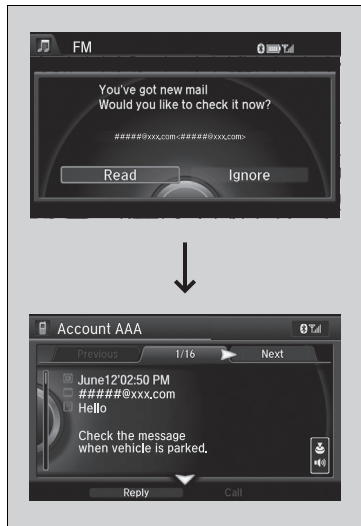 FM
You've got new mail
Would you like to check it now?
#####@xxx.com<#####@xxx.com>
Read Ignore
Account AAA
Previous 1/16 Next
June12'02:50 PM
#####@xxx.com
Hello
Check the message
when vehicle is parked.
Reply Call